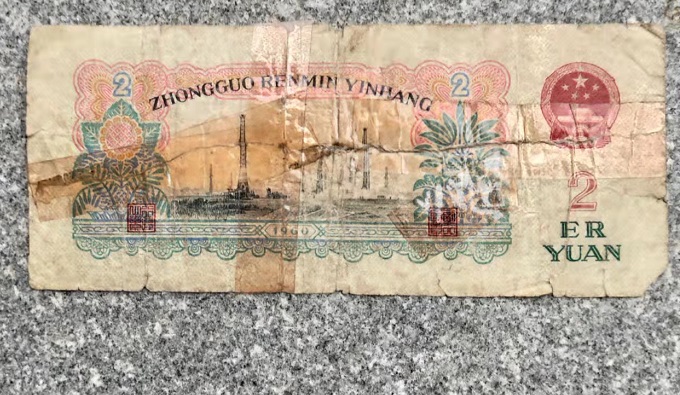 2
2
ZHONGGUO RENMIN YINHANG
2
ER
YUAN
1960